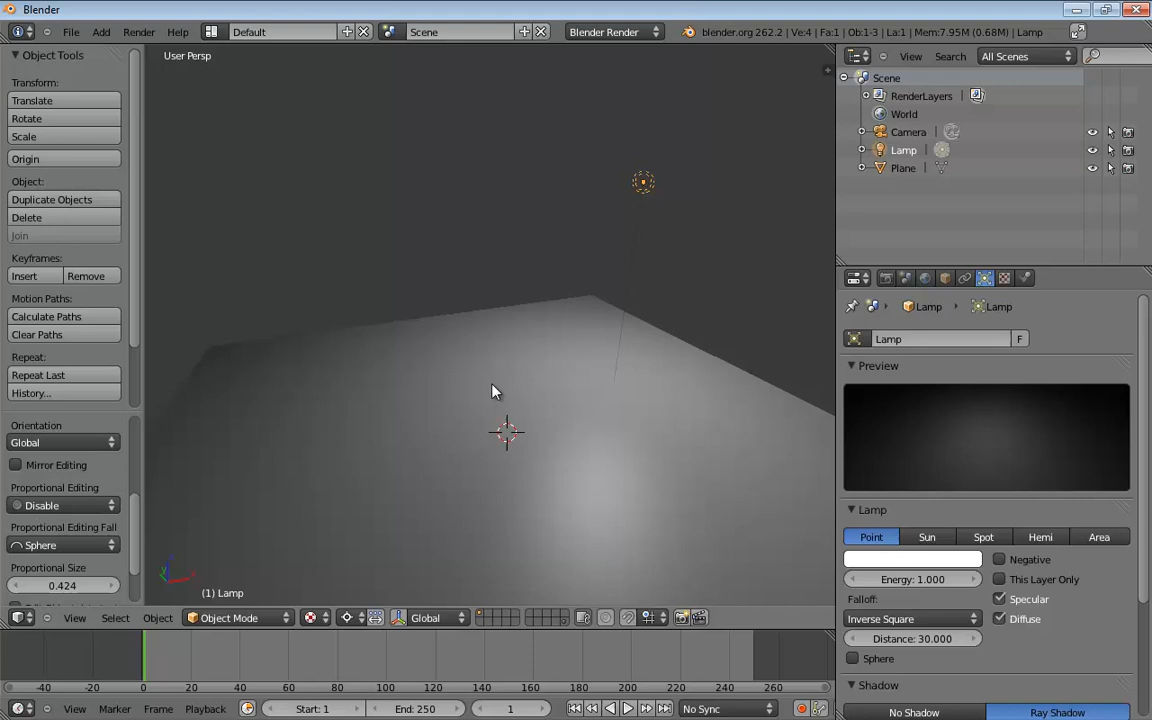 Blender
File Add Render Help Default Scene Blender Render blender.org 262.2 | Ve:4 | Fa:1 | Ob:1-3 | La:1 | Mem:7.95M (0.68M) | Lamp
Object Tools
Transform:
Translate
Rotate
Scale
Origin
Object:
Duplicate Objects
Delete
Join
Keyframes:
Insert Remove
Motion Paths:
Calculate Paths
Clear Paths
Repeat:
Repeat Last
History...
Orientation
Global
Mirror Editing
Proportional Editing
Disable
Proportional Editing Fall
Sphere
Proportional Size
0.424
User Persp
(1) Lamp
View Select Object Object Mode Global
-40 -20 0 20 40 60 80 100 120 140 160 180 200 220 240 260
View Marker Frame Playback Start: 1 End: 250 1 No Sync
View Search All Scenes
Scene
RenderLayers
World
Camera
Lamp
Plane
Lamp Lamp
Lamp F
Preview
Lamp
Point Sun Spot Hemi Area
Negative
Energy: 1.000 This Layer Only
Falloff: Specular
Inverse Square Diffuse
Distance: 30.000
Sphere
Shadow
No Shadow Ray Shadow